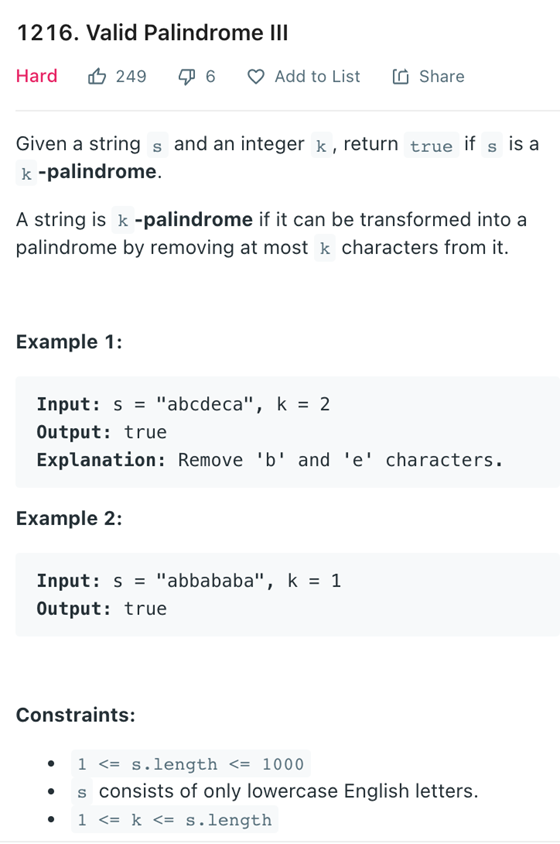 1216. Valid Palindrome III
Hard 249 6 Add to List Share
Given a string s and an integer k , return true if s is a
k -palindrome.
A string is k -palindrome if it can be transformed into a
palindrome by removing at most k characters from it.
Example 1:
Input: s = "abcdeca", k = 2
Output: true
Explanation: Remove 'b' and 'e' characters.
Example 2:
Input: s = "abbababa", k = 1
Output: true
Constraints:
• 1 <= s.length <= 1000
• s consists of only lowercase English letters.
• 1 <= k <= s.length